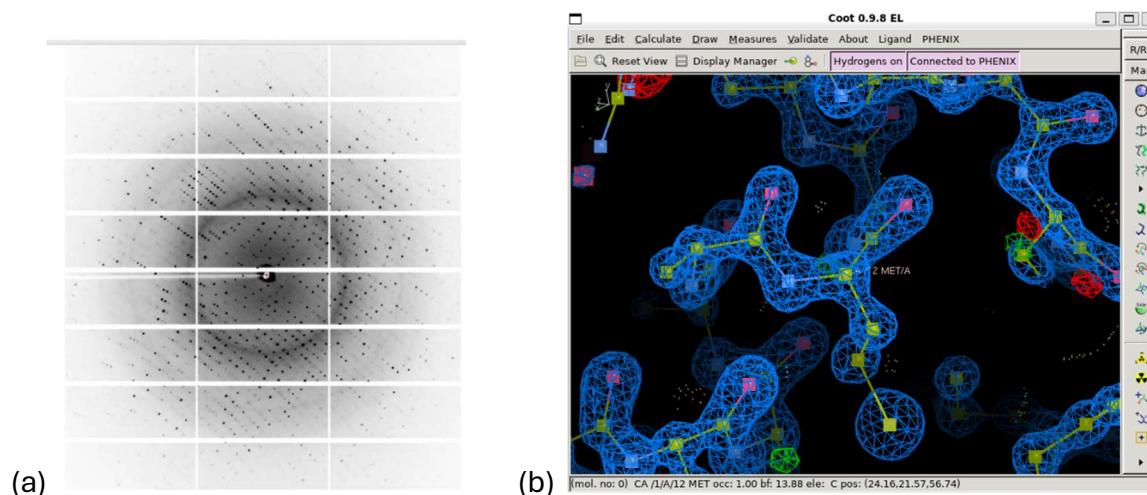 Coot 0.9.8 EL
File Edit Calculate Draw Measures Validate About Ligand PHENIX
Reset View Display Manager Hydrogens on Connected to PHENIX
R/R
Ma
2 MET/A
(mol. no: 0) CA /1/A/12 MET occ: 1.00 bf: 13.88 ele: C pos: (24.16,21.57,56.74)
(a)
(b)